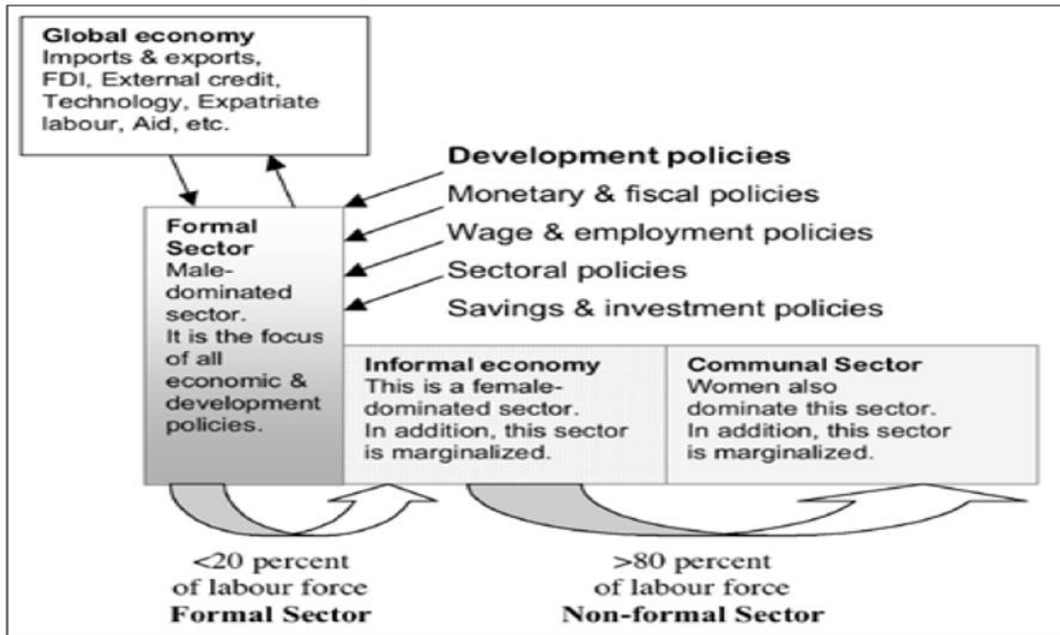 Global economy
Imports & exports,
FDI, External credit,
Technology, Expatriate
labour, Aid, etc.
Development policies
Monetary & fiscal policies
Wage & employment policies
Sectoral policies
Savings & investment policies
Formal
Sector
Male-
dominated
sector.
It is the focus
of all
economic &
development
policies.
Informal economy
This is a female-
dominated sector.
In addition, this sector
is marginalized.
Communal Sector
Women also
dominate this sector.
In addition, this sector
is marginalized.
<20 percent
of labour force
Formal Sector
>80 percent
of labour force
Non-formal Sector